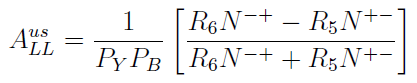 A_{LL}^{us} = \frac{1}{P_Y P_B} \left[ \frac{R_6 N^{-+} - R_5 N^{+-}}{R_6 N^{-+} + R_5 N^{+-}} \right]